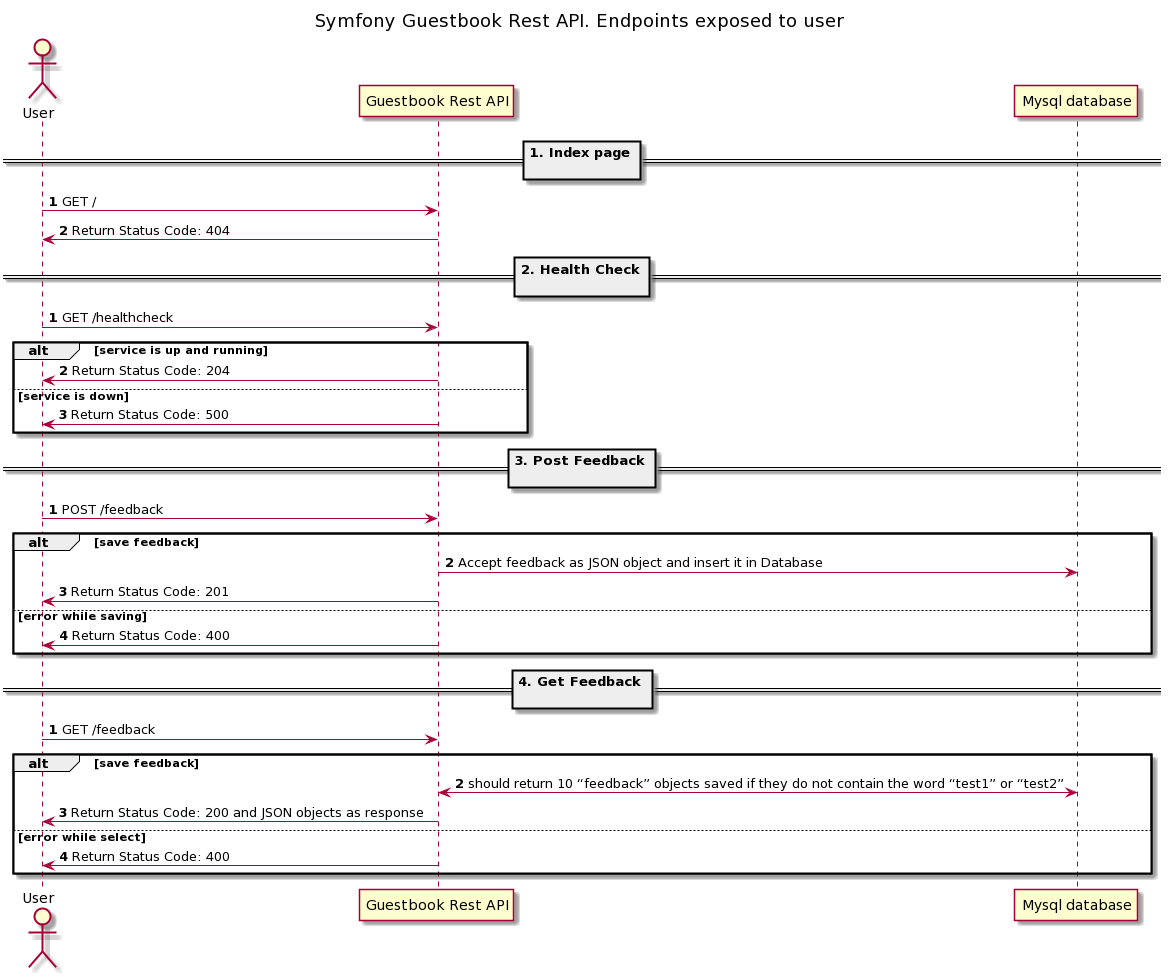 Symfony Guestbook Rest API. Endpoints exposed to user
User
Guestbook Rest API
Mysql database
1. Index page
1 GET /
2 Return Status Code: 404
2. Health Check
1 GET /healthcheck
alt [service is up and running]
2 Return Status Code: 204
[service is down]
3 Return Status Code: 500
3. Post Feedback
1 POST /feedback
alt [save feedback]
2 Accept feedback as JSON object and insert it in Database
3 Return Status Code: 201
[error while saving]
4 Return Status Code: 400
4. Get Feedback
1 GET /feedback
alt [save feedback]
2 should return 10 “feedback” objects saved if they do not contain the word “test1” or “test2”
3 Return Status Code: 200 and JSON objects as response
[error while select]
4 Return Status Code: 400
User
Guestbook Rest API
Mysql database